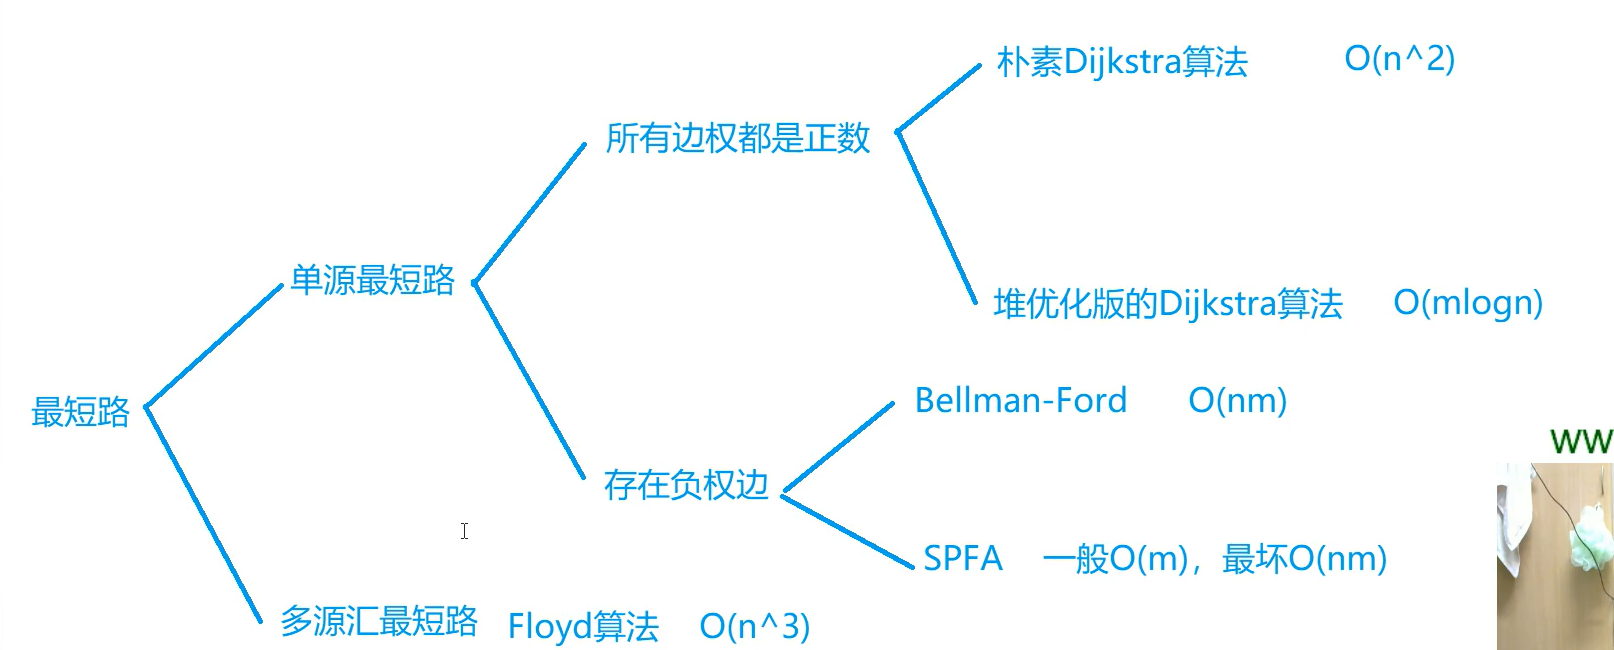 朴素Dijkstra算法 O(n^2)
所有边权都是正数
单源最短路
堆优化版的Dijkstra算法 O(mlogn)
最短路
Bellman-Ford O(nm)
存在负权边
SPFA 一般O(m)，最坏O(nm)
多源汇最短路 Floyd算法 O(n^3)
ww